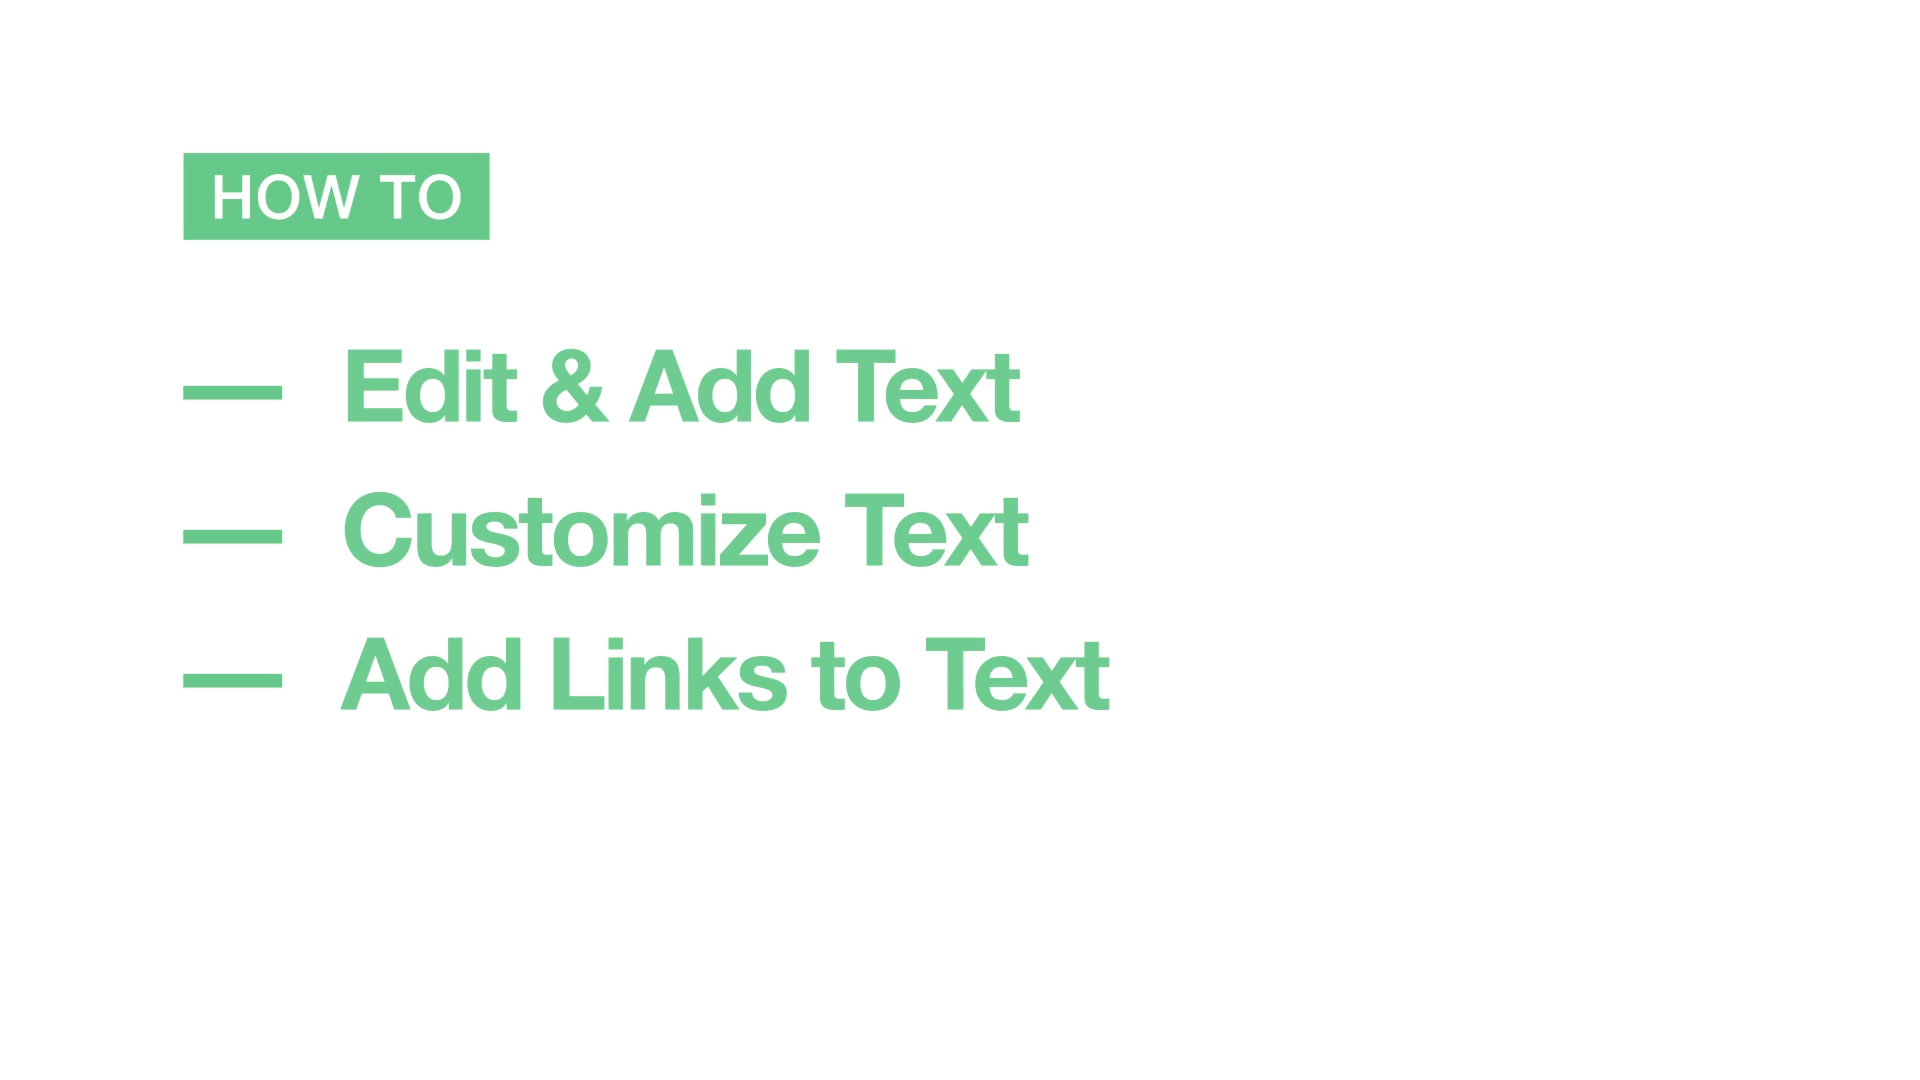 HOW TO
— Edit & Add Text
— Customize Text
— Add Links to Text